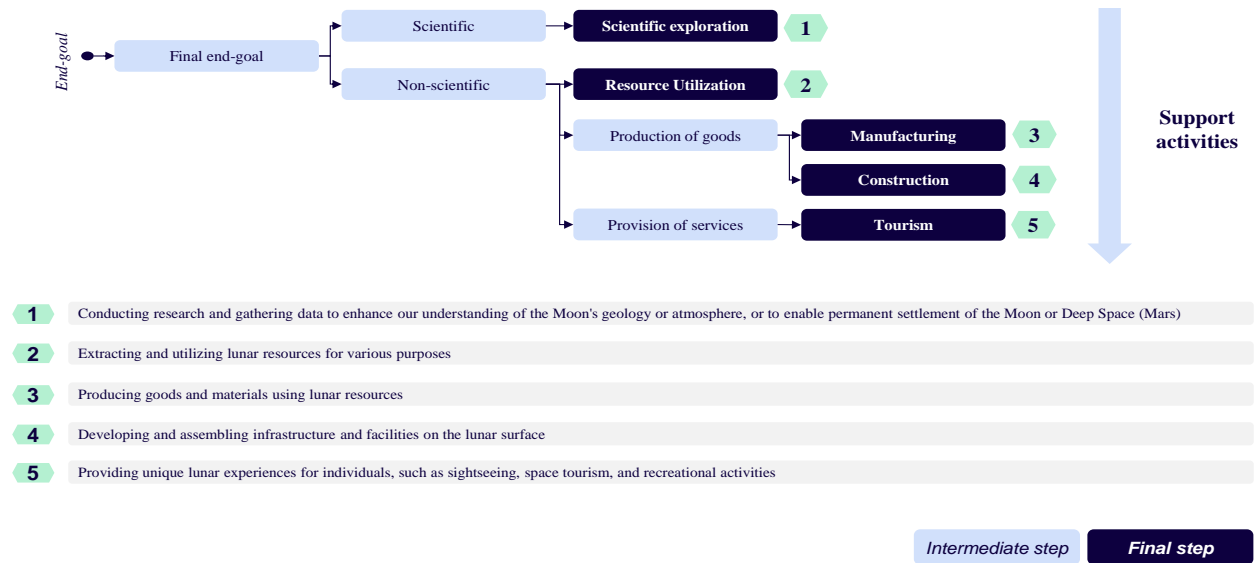 End-goal
Final end-goal
Scientific
Scientific exploration
1
Non-scientific
Resource Utilization
2
Production of goods
Manufacturing
3
Construction
4
Provision of services
Tourism
5
Support
activities
1
Conducting research and gathering data to enhance our understanding of the Moon's geology or atmosphere, or to enable permanent settlement of the Moon or Deep Space (Mars)
2
Extracting and utilizing lunar resources for various purposes
3
Producing goods and materials using lunar resources
4
Developing and assembling infrastructure and facilities on the lunar surface
5
Providing unique lunar experiences for individuals, such as sightseeing, space tourism, and recreational activities
Intermediate step
Final step